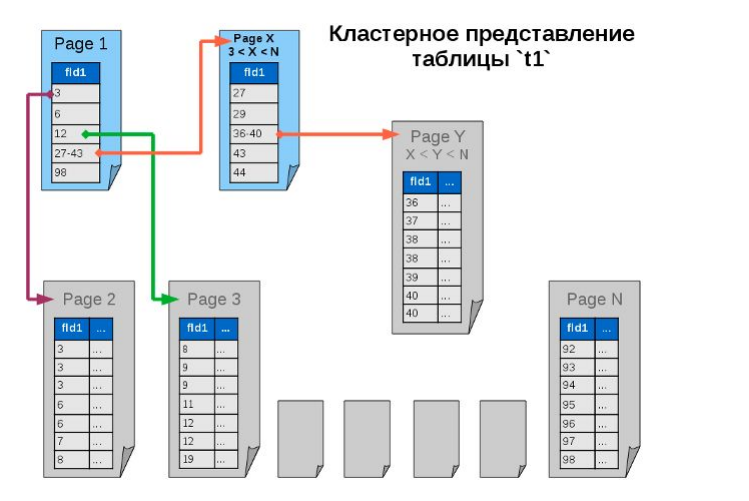 Кластерное представление
таблицы `t1`
Page 1
fld1
3
6
12
27-43
98
Page X
3 < X < N
fld1
27
29
36-40
43
44
Page Y
X < Y < N
fld1 ...
36 ...
37 ...
38 ...
38 ...
39 ...
40 ...
40 ...
Page 2
fld1 ...
3 ...
3 ...
3 ...
6 ...
6 ...
7 ...
8 ...
Page 3
fld1 ...
8 ...
9 ...
9 ...
11 ...
12 ...
12 ...
19 ...
Page N
fld1 ...
92 ...
93 ...
94 ...
95 ...
96 ...
97 ...
98 ...